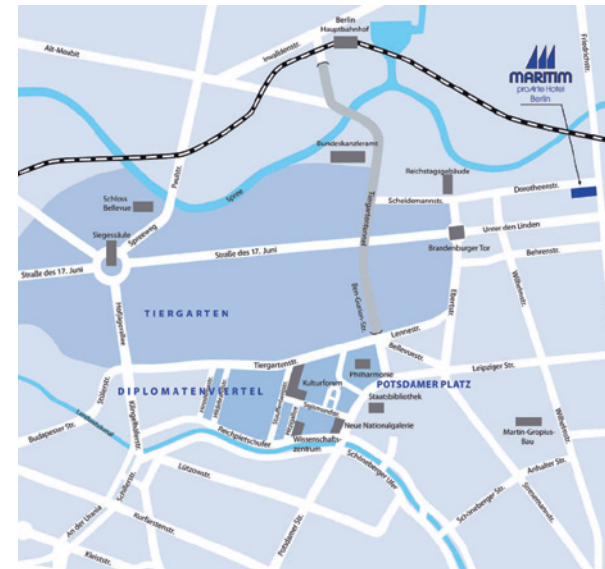 Berlin
Hauptbahnhof
Alt-Moabit
Invalidenstr.
Friedrichstr.
MARITIM
proArte Hotel
Berlin
Bundeskanzleramt
Reichstagsgebäude
Dorotheenstr.
Scheidemannstr.
Paulstr.
Schloss
Bellevue
Spree
Tiergartentunnel
Siegessäule
Spreeweg
Unter den Linden
Brandenburger Tor
Straße des 17. Juni
Straße des 17. Juni
Behrenstr.
Wilhelmstr.
Hofjägerallee
TIERGARTEN
Ben-Gurion-Str.
Ebertstr.
Lennéstr.
Bellevuestr.
Tiergartenstr.
Leipziger Str.
Philharmonie
Stülerstr.
DIPLOMATENVIERTEL
Kulturforum
POTSDAMER PLATZ
Staatsbibliothek
Klingelhöferstr.
Landwehrkanal
Budapester Str.
Reichpietschufer
Neue Nationalgalerie
Wissenschafts-
zentrum
Martin-Gropius-
Bau
Wilhelmstr.
Schöneberger Ufer
Lützowstr.
Schillstr.
An der Urania
Kurfürstenstr.
Kleiststr.
Potsdamer Str.
Anhalter Str.
Schöneberger Str.
Stresemannstr.